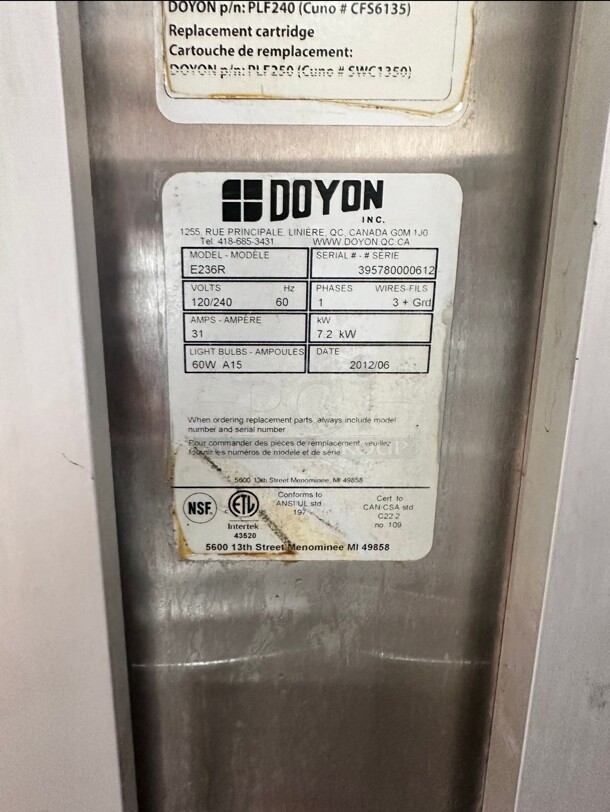 DOYON p/n: PLF240 (Cuno # CFS6135)
Replacement cartridge
Cartouche de remplacement:
DOYON p/n: PLF250 (Cuno # SWC1350)
DOYON
INC.
1255, RUE PRINCIPALE, LINIÈRE, QC, CANADA G0M 1J0
Tel: 418-685-3431 WWW.DOYON.QC.CA
MODEL - MODÈLE SERIAL # - # SÉRIE
E236R 395780000612
VOLTS Hz PHASES WIRES-FILS
120/240 60 1 3 + Grd
AMPS - AMPÈRE kW
31 7.2 kW
LIGHT BULBS - AMPOULES DATE
60W A15 2012/06
When ordering replacement parts, always include model
number and serial number
Pour commander des pièces de remplacement, veuillez
fournir les numéros de modèle et de série
5600 13th Street Menominee, MI 49858
NSF ETL Conforms to Cert. to
ANSI/UL std CAN/CSA std
197 C22.2
Intertek no. 109
43520
5600 13th Street Menominee MI 49858